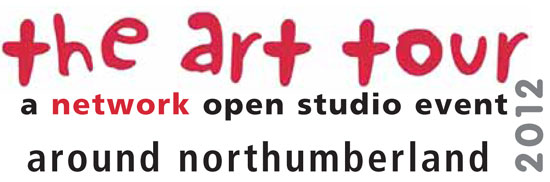 the art tour
a network open studio event
around northumberland
2012